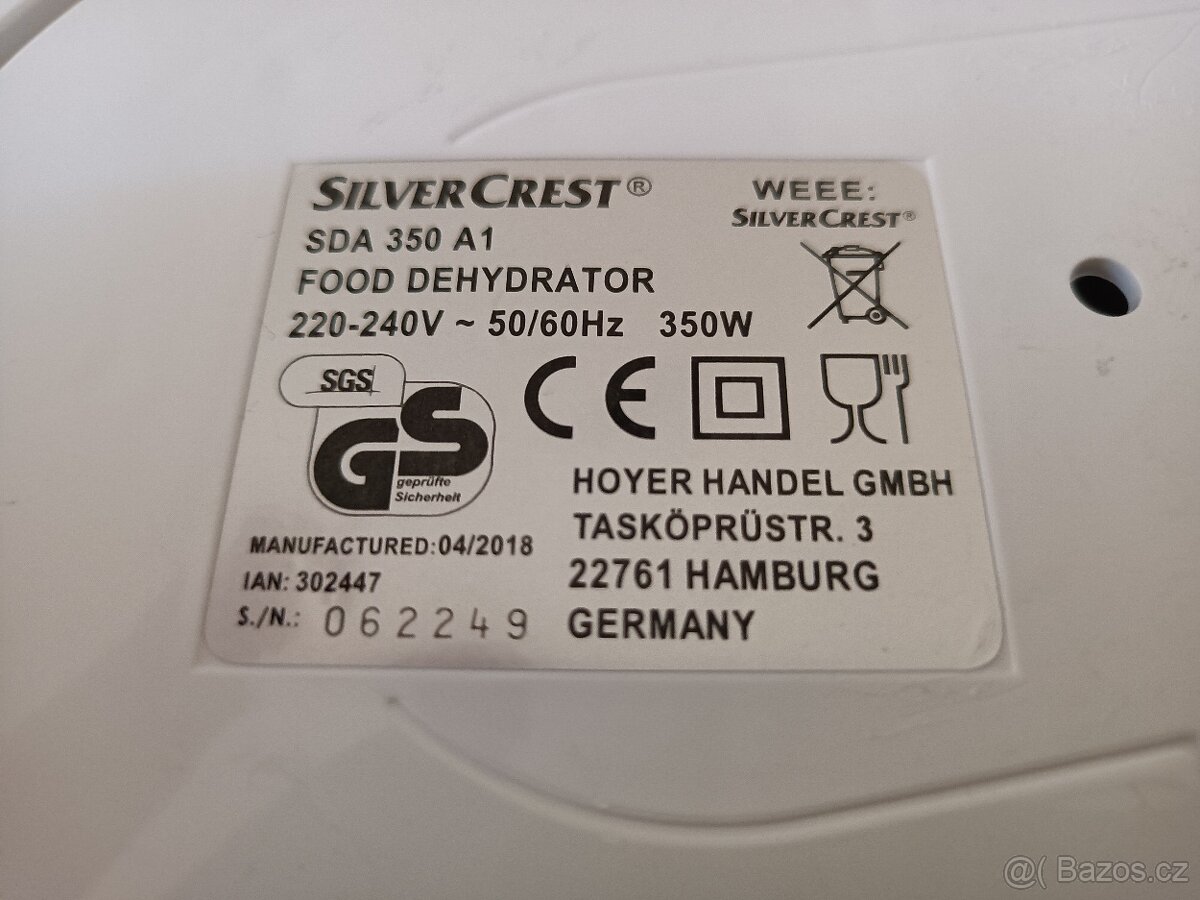 SILVERCREST®
SDA 350 A1
FOOD DEHYDRATOR
220-240V ~ 50/60Hz 350W
WEEE:
SILVERCREST®
SGS
GS
geprüfte
Sicherheit
CE
HOYER HANDEL GMBH
TASKÖPRÜSTR. 3
22761 HAMBURG
GERMANY
MANUFACTURED:04/2018
IAN: 302447
S./N.: 062249
@( Bazos.cz